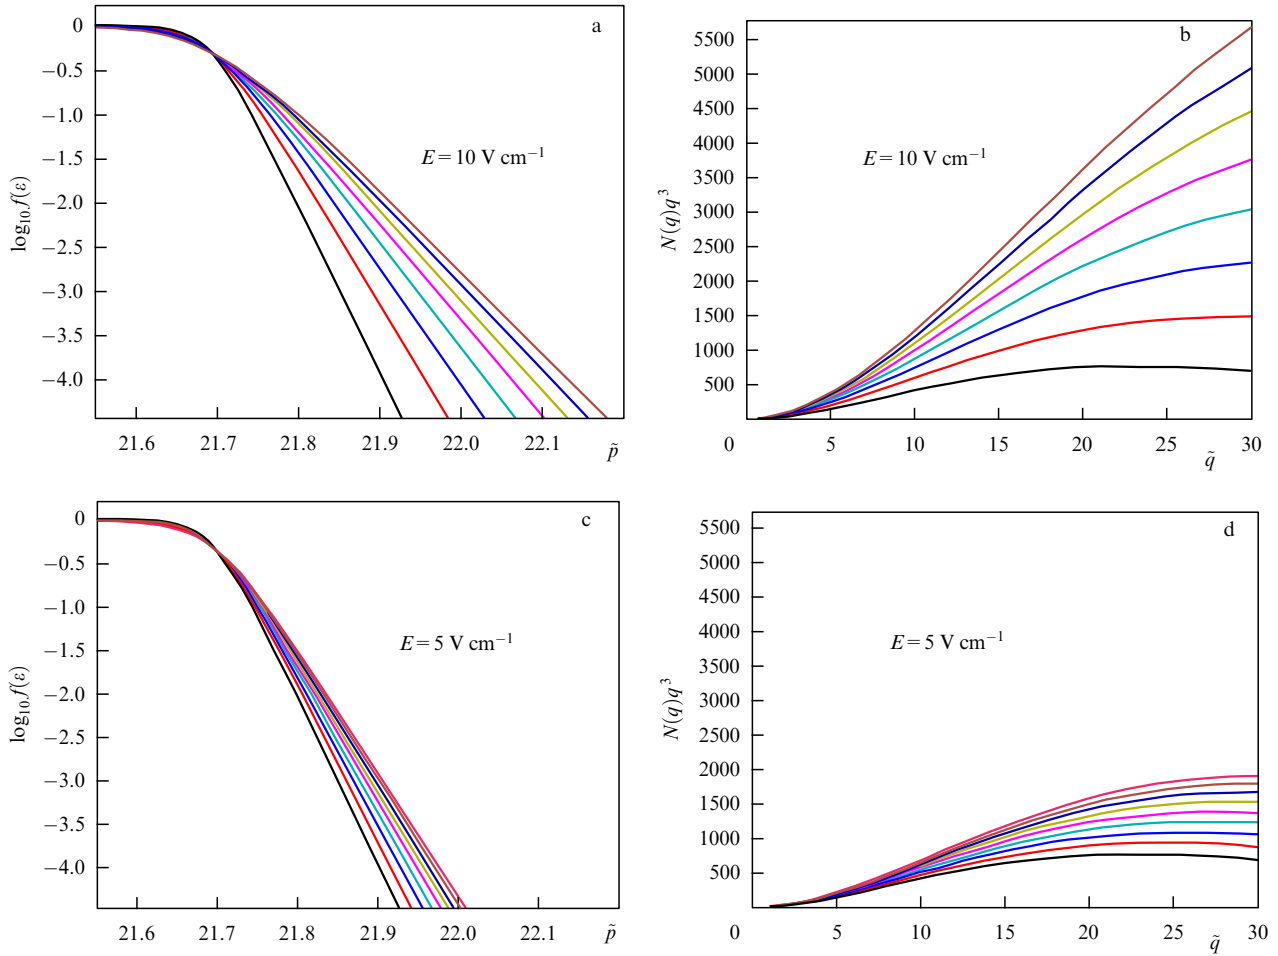 a
0
−0.5
−1.0
−1.5
−2.0
−2.5
−3.0
−3.5
−4.0
log₁₀ f(ε)
E = 10 V cm⁻¹
21.6 21.7 21.8 21.9 22.0 22.1 p̃
b
5500
5000
4500
4000
3500
3000
2500
2000
1500
1000
500
N(q)q³
E = 10 V cm⁻¹
0 5 10 15 20 25 30
q̃
c
0
−0.5
−1.0
−1.5
−2.0
−2.5
−3.0
−3.5
−4.0
log₁₀ f(ε)
E = 5 V cm⁻¹
21.6 21.7 21.8 21.9 22.0 22.1 p̃
d
5500
5000
4500
4000
3500
3000
2500
2000
1500
1000
500
N(q)q³
E = 5 V cm⁻¹
0 5 10 15 20 25 30
q̃